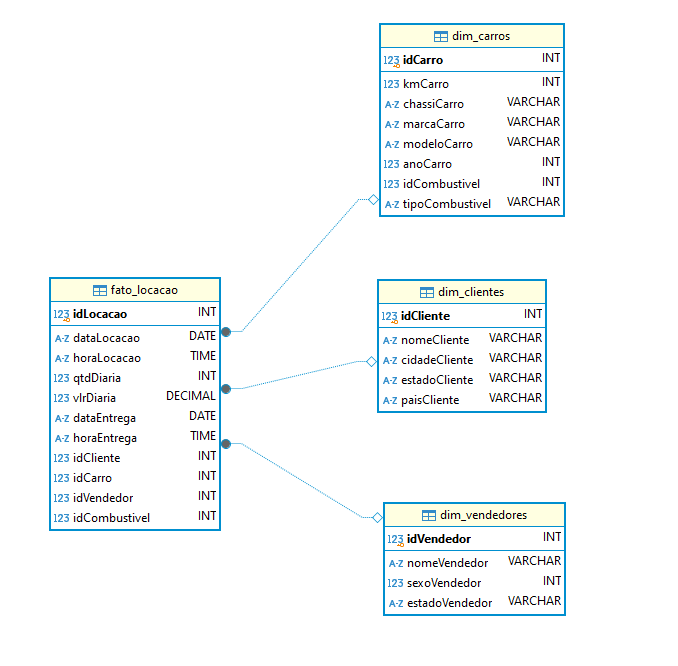 dim_carros
123 idCarro INT
123 kmCarro INT
A-Z chassiCarro VARCHAR
A-Z marcaCarro VARCHAR
A-Z modeloCarro VARCHAR
123 anoCarro INT
123 idCombustivel INT
A-Z tipoCombustivel VARCHAR
fato_locacao
123 idLocacao INT
A-Z dataLocacao DATE
A-Z horaLocacao TIME
123 qtdDiaria INT
123 vlrDiaria DECIMAL
A-Z dataEntrega DATE
A-Z horaEntrega TIME
123 idCliente INT
123 idCarro INT
123 idVendedor INT
123 idCombustivel INT
dim_clientes
123 idCliente INT
A-Z nomeCliente VARCHAR
A-Z cidadeCliente VARCHAR
A-Z estadoCliente VARCHAR
A-Z paisCliente VARCHAR
dim_vendedores
123 idVendedor INT
A-Z nomeVendedor VARCHAR
123 sexoVendedor INT
A-Z estadoVendedor VARCHAR